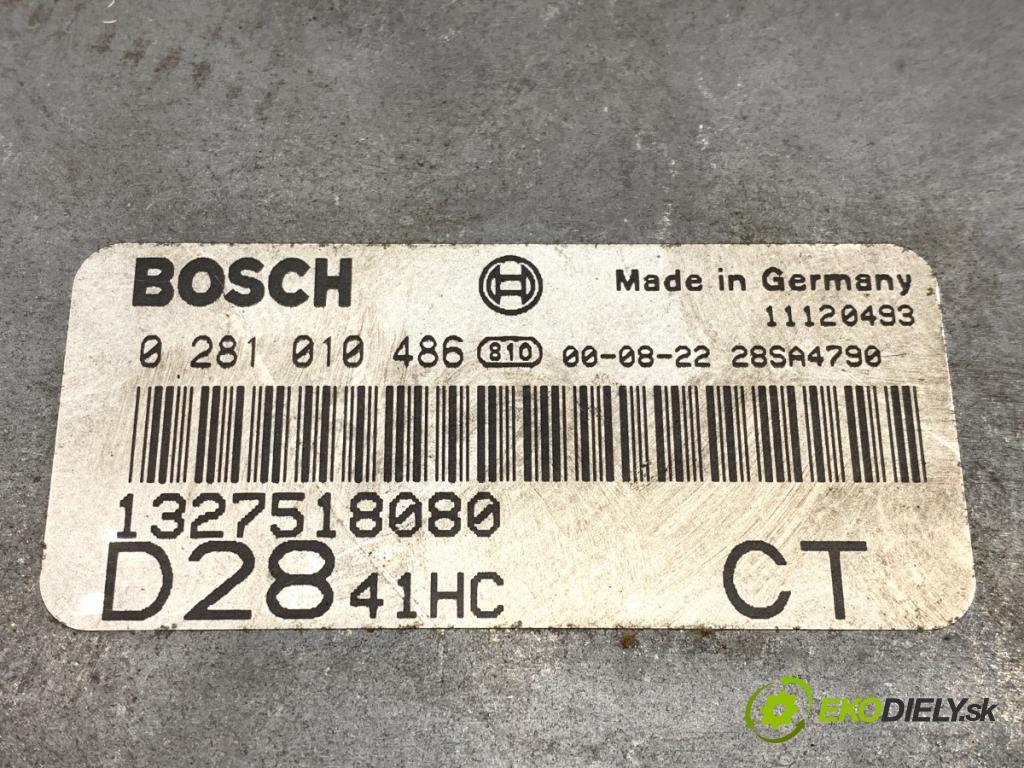 BOSCH Made in Germany
11120493
0 281 010 486 810 00-08-22 28SA4790
1327518080
D28 41HC CT
EKODIELY.sk